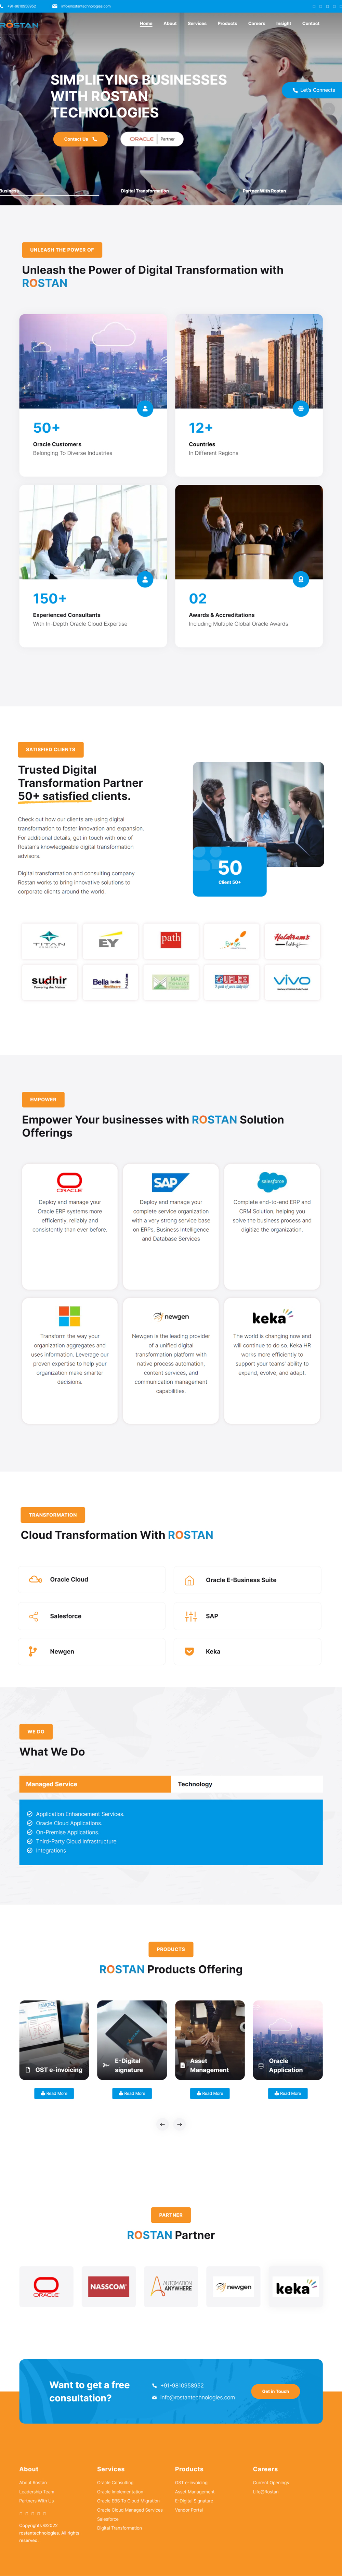 +91-9810958952
info@rostantechnologies.com
ROSTAN
Home
About
Services
Products
Careers
Insight
Contact
SIMPLIFYING BUSINESSES
WITH ROSTAN
TECHNOLOGIES
Let's Connects
Contact Us
ORACLE
Partner
Business
Digital Transformation
Partner With Rostan
UNLEASH THE POWER OF
Unleash the Power of Digital Transformation with
ROSTAN
50+
Oracle Customers
Belonging To Diverse Industries
12+
Countries
In Different Regions
150+
Experienced Consultants
With In-Depth Oracle Cloud Expertise
02
Awards & Accreditations
Including Multiple Global Oracle Awards
SATISFIED CLIENTS
Trusted Digital
Transformation Partner
50+ satisfied clients.
Check out how our clients are using digital
transformation to foster innovation and expansion.
For additional details, get in touch with one of
Rostan's knowledgeable digital transformation
advisors.
Digital transformation and consulting company
Rostan works to bring innovative solutions to
corporate clients around the world.
50
Client 50+
TITAN
EY
path
Haldiram's
sudhir
Powering the Future
Bella India
Healthcare
UFLEX
A part of your daily life!
vivo
EMPOWER
Empower Your businesses with ROSTAN Solution
Offerings
ORACLE
Deploy and manage your
Oracle ERP systems more
efficiently, reliably and
consistently than ever before.
SAP
Deploy and manage your
complete service organization
with a very strong service base
on ERPs, Business Intelligence
and Database Services
salesforce
Complete end-to-end ERP and
CRM Solution, helping you
solve the business process and
digitize the organization.
Transform the way your
organization aggregates and
uses information. Leverage our
proven expertise to help your
organization make smarter
decisions.
newgen
Newgen is the leading provider
of a unified digital
transformation platform with
native process automation,
content services, and
communication management
capabilities.
keka
The world is changing now and
will continue to do so. Keka HR
works more efficiently to
support your teams' ability to
expand, evolve, and adapt.
TRANSFORMATION
Cloud Transformation With ROSTAN
Oracle Cloud
Oracle E-Business Suite
Salesforce
SAP
Newgen
Keka
WE DO
What We Do
Managed Service
Technology
Application Enhancement Services.
Oracle Cloud Applications.
On-Premise Applications.
Third-Party Cloud Infrastructure
Integrations
PRODUCTS
ROSTAN Products Offering
INVOICE
GST e-invoicing
E-Digital
signature
Asset
Management
Oracle
Application
Read More
Read More
Read More
Read More
PARTNER
ROSTAN Partner
ORACLE
NASSCOM
AUTOMATION
ANYWHERE
newgen
keka
Want to get a free
consultation?
+91-9810958952
info@rostantechnologies.com
Get In Touch
About
About Rostan
Leadership Team
Partners With Us
Copyrights ©2023
rostantechnologies. All rights
reserved.
Services
Oracle Consulting
Oracle Implementation
Oracle EBS To Cloud Migration
Oracle Cloud Managed Services
Salesforce
Digital Transformation
Products
GST e-invoicing
Asset Management
E-Digital Signature
Vendor Portal
Careers
Current Openings
Life@Rostan